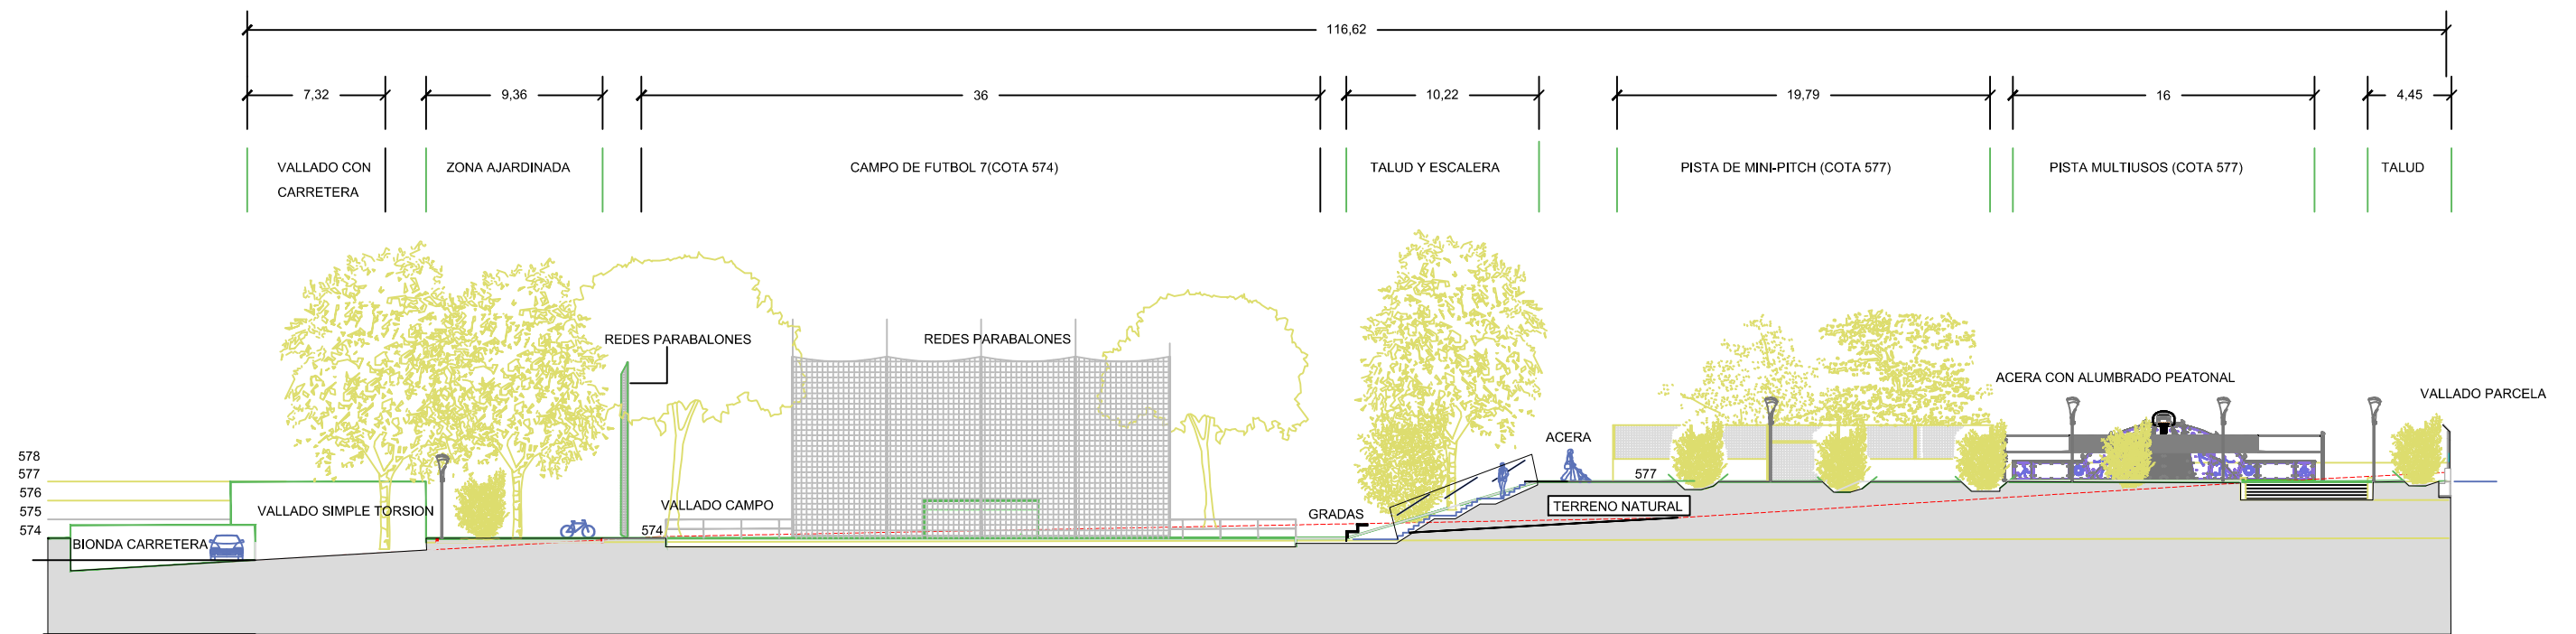 116,62
7,32
9,36
36
10,22
19,79
16
4,45
VALLADO CON
CARRETERA
ZONA AJARDINADA
CAMPO DE FUTBOL 7(COTA 574)
TALUD Y ESCALERA
PISTA DE MINI-PITCH (COTA 577)
PISTA MULTIUSOS (COTA 577)
TALUD
REDES PARABALONES
REDES PARABALONES
ACERA CON ALUMBRADO PEATONAL
VALLADO PARCELA
ACERA
578
577
576
575
574
577
VALLADO CAMPO
TERRENO NATURAL
VALLADO SIMPLE TORSION
GRADAS
574
BIONDA CARRETERA